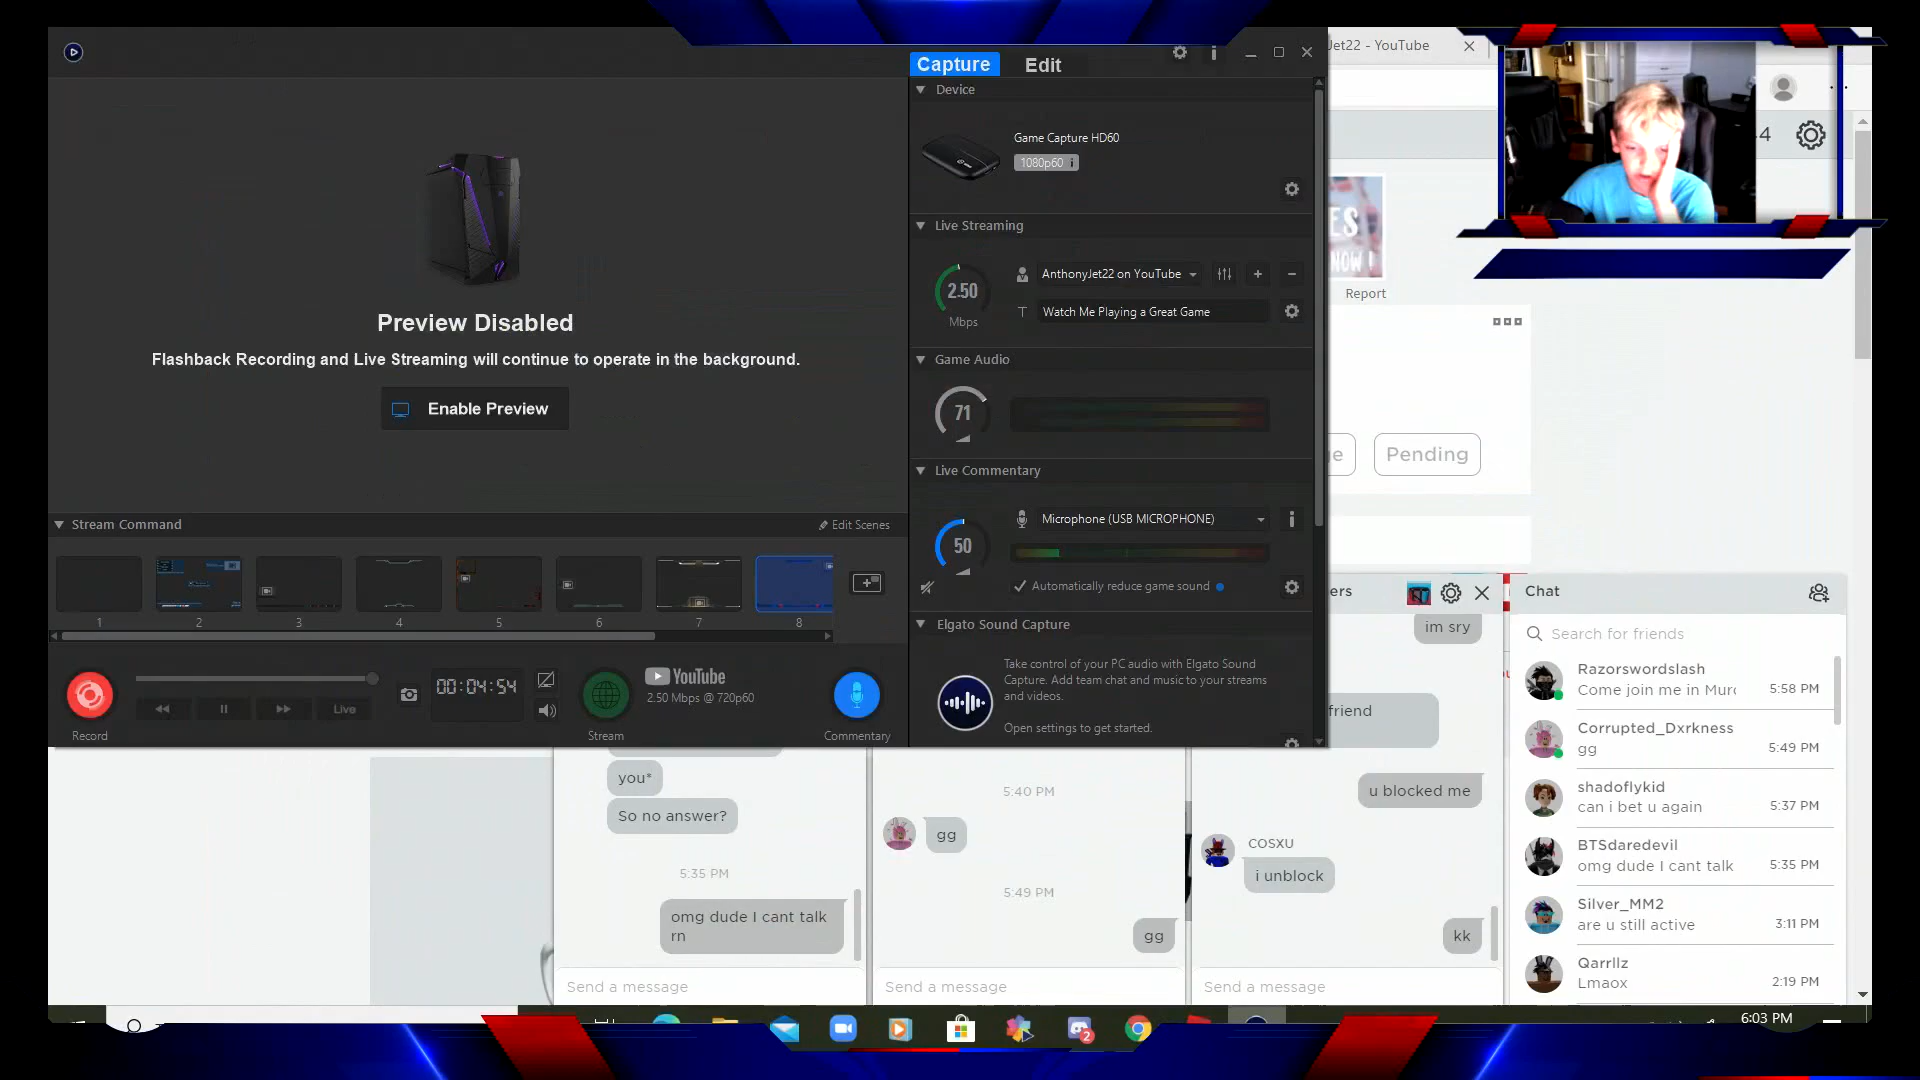 Capture
Edit
Jet22 - YouTube
Device
Game Capture HD60
1080p60 i
Live Streaming
2.50
Mbps
AnthonyJet22 on YouTube
T Watch Me Playing a Great Game
Game Audio
71
Live Commentary
Microphone (USB MICROPHONE)
50
Automatically reduce game sound
Elgato Sound Capture
Take control of your PC audio with Elgato Sound
Capture. Add team chat and music to your streams
and videos.
Open settings to get started.
Preview Disabled
Flashback Recording and Live Streaming will continue to operate in the background.
Enable Preview
Stream Command
Edit Scenes
1
2
3
4
5
6
7
8
00:04:54
Live
YouTube
2.50 Mbps @ 720p60
Record
Stream
Commentary
4
ES
NOW !
Report
e
Pending
you*
So no answer?
5:35 PM
omg dude I cant talk
rn
Send a message
5:40 PM
gg
5:49 PM
gg
Send a message
ers
im sry
friend
u blocked me
COSXU
i unblock
kk
Send a message
Chat
Search for friends
Razorswordslash
Come join me in Murc
5:58 PM
Corrupted_Dxrkness
gg
5:49 PM
shadoflykid
can i bet u again
5:37 PM
BTSdaredevil
omg dude I cant talk
5:35 PM
Silver_MM2
are u still active
3:11 PM
Qarrllz
Lmaox
2:19 PM
2
6:03 PM